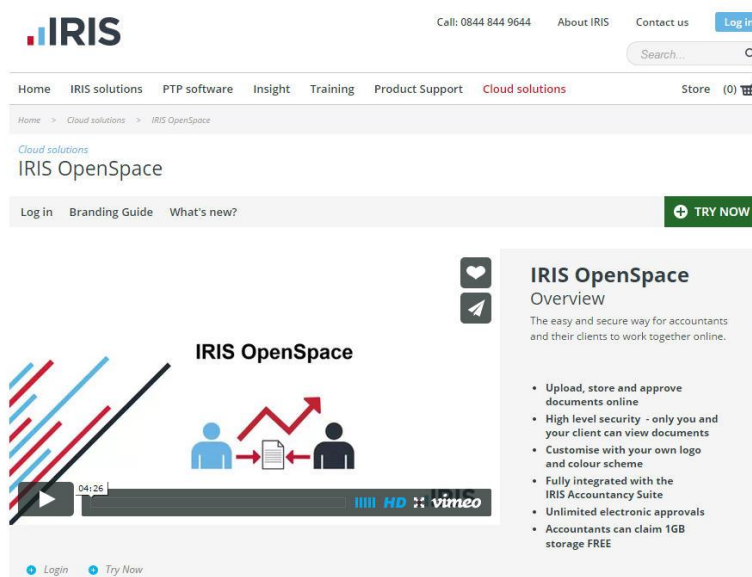 IRIS
Call: 0844 844 9644 About IRIS Contact us Log in
Search...
Home IRIS solutions PTP software Insight Training Product Support Cloud solutions Store (0)
Home > Cloud solutions > IRIS OpenSpace
Cloud solutions
IRIS OpenSpace
Log in Branding Guide What's new?
TRY NOW
IRIS OpenSpace
04:26
HD vimeo
IRIS
Login Try Now
IRIS OpenSpace
Overview
The easy and secure way for accountants
and their clients to work together online.
• Upload, store and approve
documents online
• High level security - only you and
your client can view documents
• Customise with your own logo
and colour scheme
• Fully integrated with the
IRIS Accountancy Suite
• Unlimited electronic approvals
• Accountants can claim 1GB
storage FREE